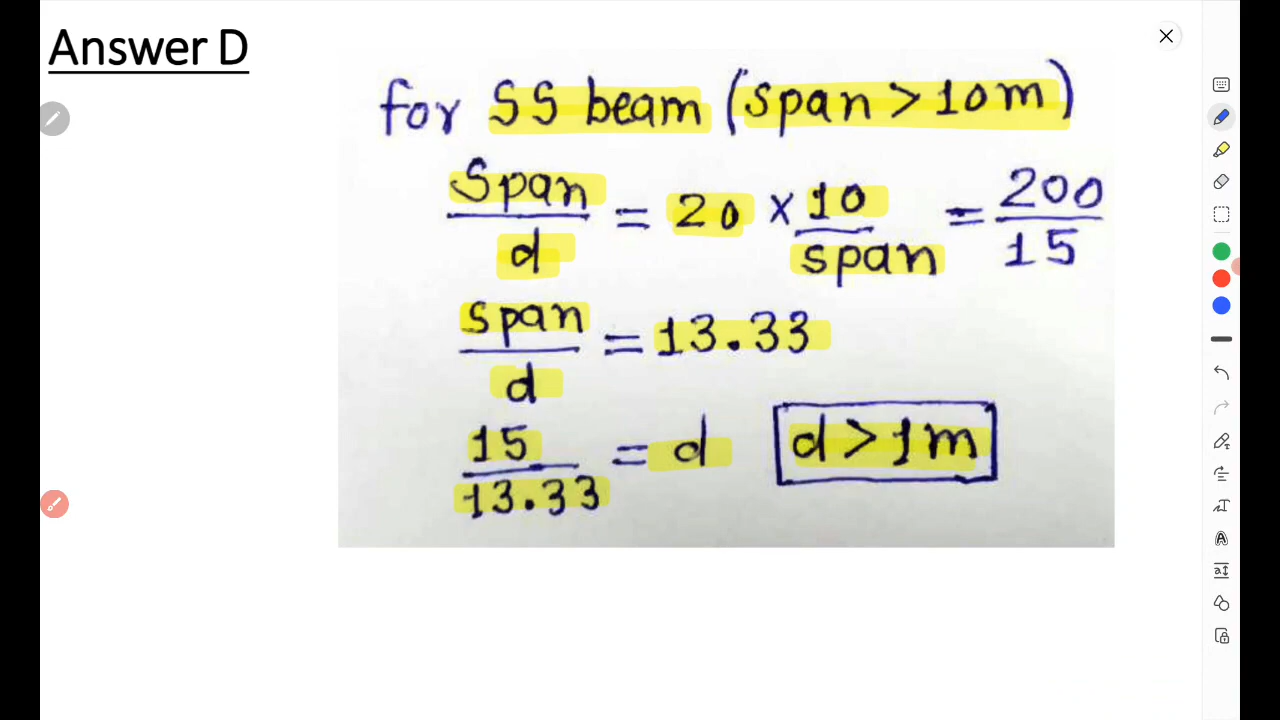 Answer D
for SS beam (span > 10m)
Span/d = 20 × 10/span = 200/15
span/d = 13.33
15/13.33 = d   d > 1m